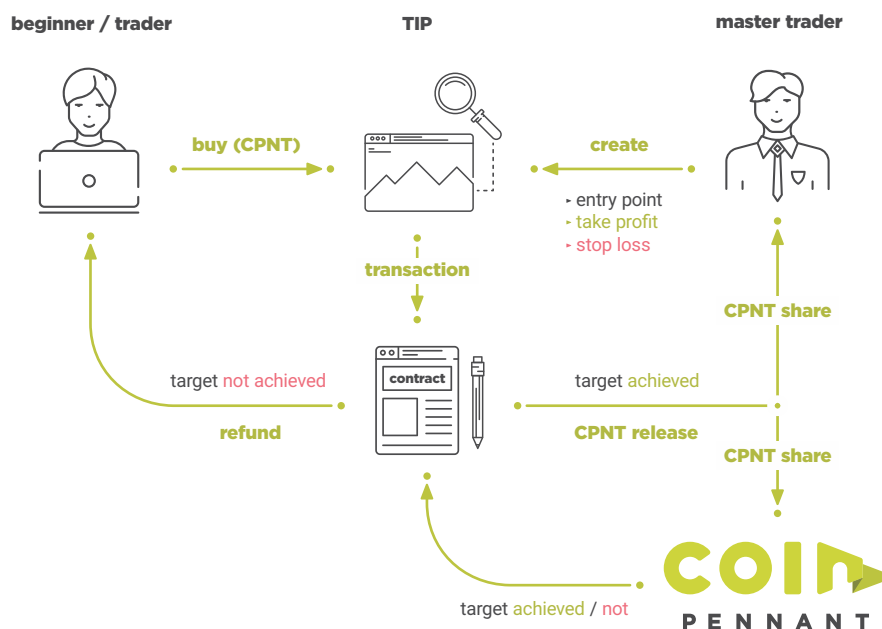 beginner / trader
TIP
master trader
buy (CPNT)
create
▸ entry point
▸ take profit
▸ stop loss
transaction
CPNT share
contract
target not achieved
target achieved
refund
CPNT release
CPNT share
COIN
PENNANT
target achieved / not